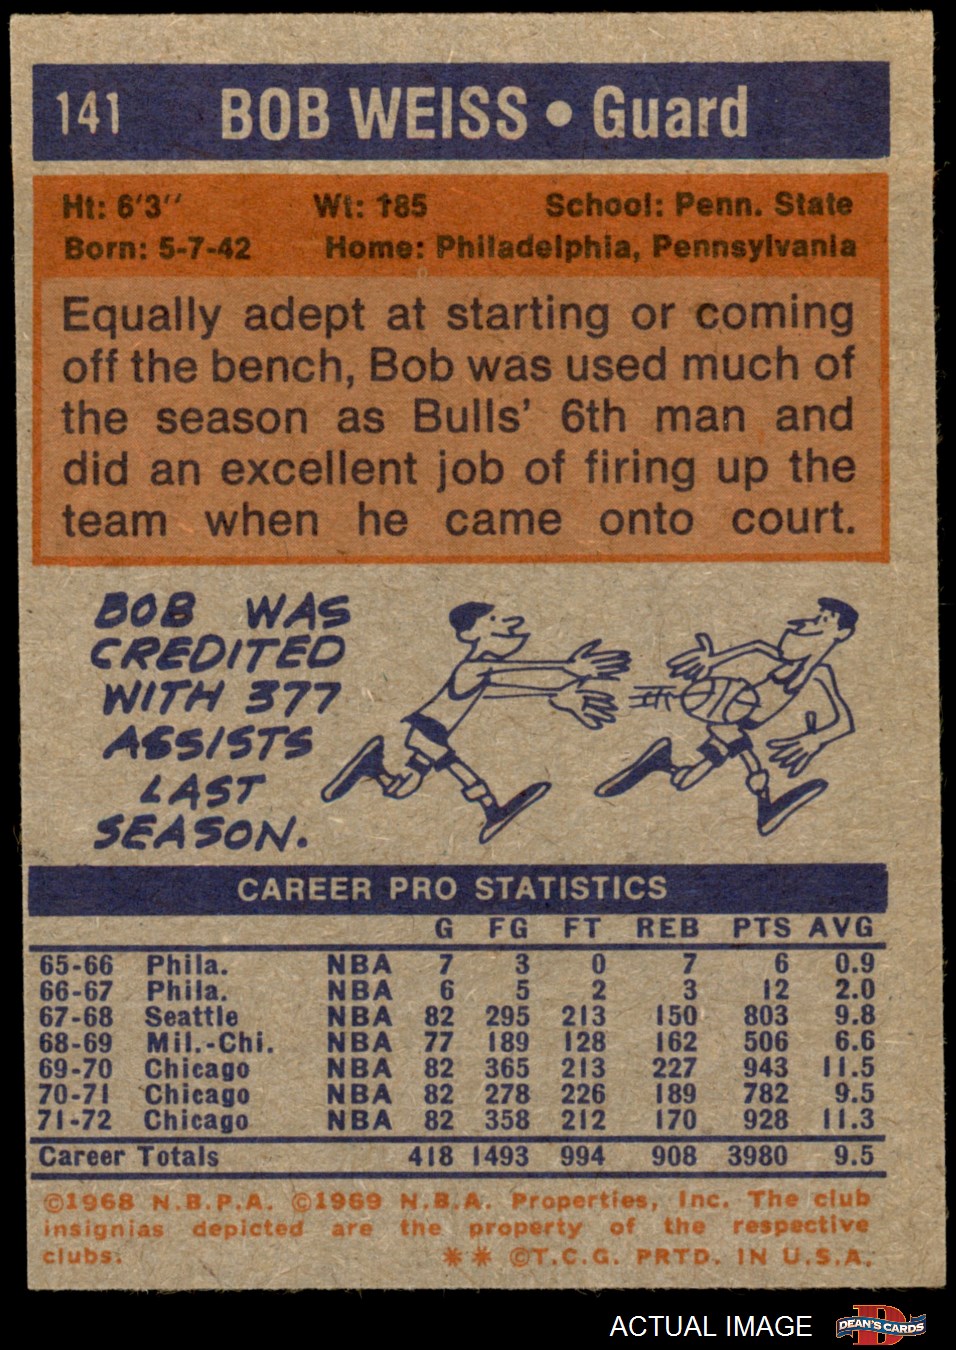 141 BOB WEISS • Guard
Ht: 6'3" Wt: 185 School: Penn. State
Born: 5-7-42 Home: Philadelphia, Pennsylvania
Equally adept at starting or coming
off the bench, Bob was used much of
the season as Bulls' 6th man and
did an excellent job of firing up the
team when he came onto court.
BOB WAS
CREDITED
WITH 377
ASSISTS
LAST
SEASON.
CAREER PRO STATISTICS
G FG FT REB PTS AVG
65-66 Phila. NBA 7 3 0 7 6 0.9
66-67 Phila. NBA 6 5 2 3 12 2.0
67-68 Seattle NBA 82 295 213 150 803 9.8
68-69 Mil.-Chi. NBA 77 189 128 162 506 6.6
69-70 Chicago NBA 82 365 213 227 943 11.5
70-71 Chicago NBA 82 278 226 189 782 9.5
71-72 Chicago NBA 82 358 212 170 928 11.3
Career Totals 418 1493 994 908 3980 9.5
©1968 N.B.P.A. ©1969 N.B.A. Properties, Inc. The club
insignias depicted are the property of the respective
clubs. ** ©T.C.G. PRTD. IN U.S.A.
ACTUAL IMAGE
DEAN'S CARDS